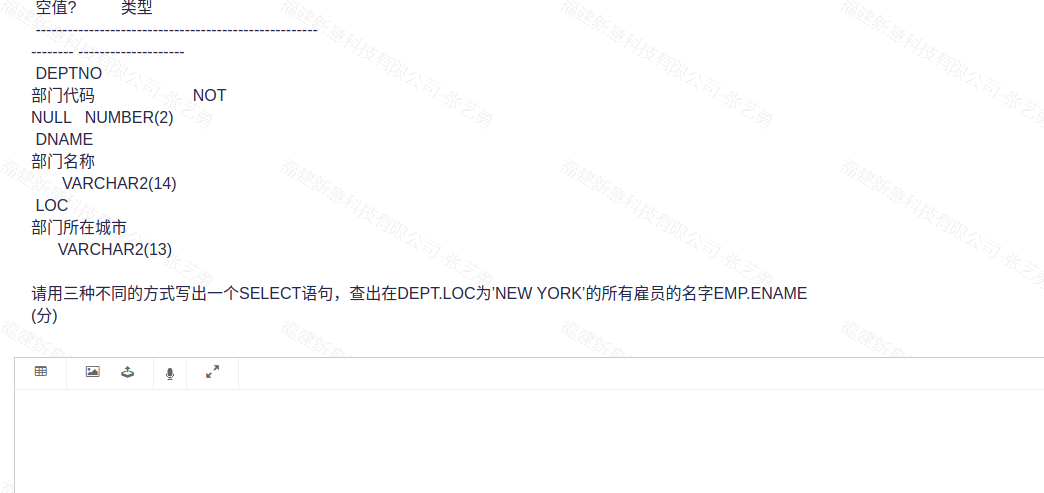 空值?          类型
-----------------------------------------------------
-------- --------------------
DEPTNO
部门代码                      NOT
NULL   NUMBER(2)
DNAME
部门名称
VARCHAR2(14)
LOC
部门所在城市
VARCHAR2(13)
请用三种不同的方式写出一个SELECT语句，查出在DEPT.LOC为’NEW YORK’的所有雇员的名字EMP.ENAME
(分)
福建新意科技有限公司-张艺勇